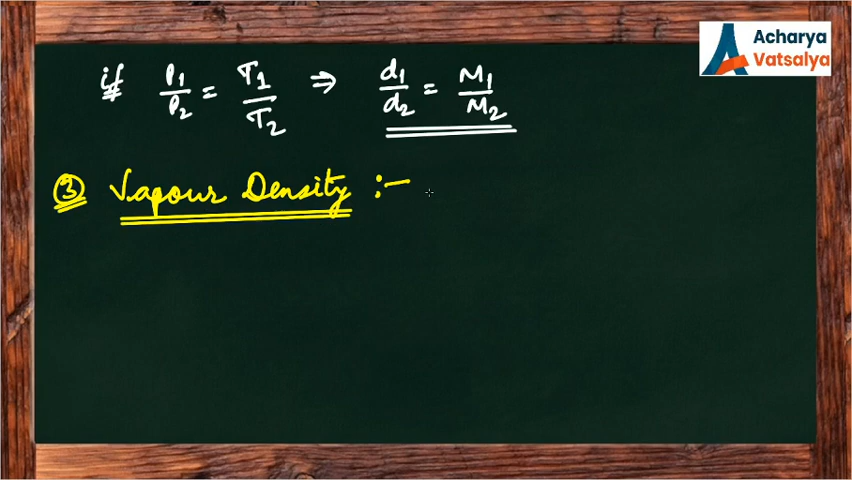 Acharya
Vatsalya
if P1/P2 = T1/T2 ⇒ d1/d2 = M1/M2
③ Vapour Density :-